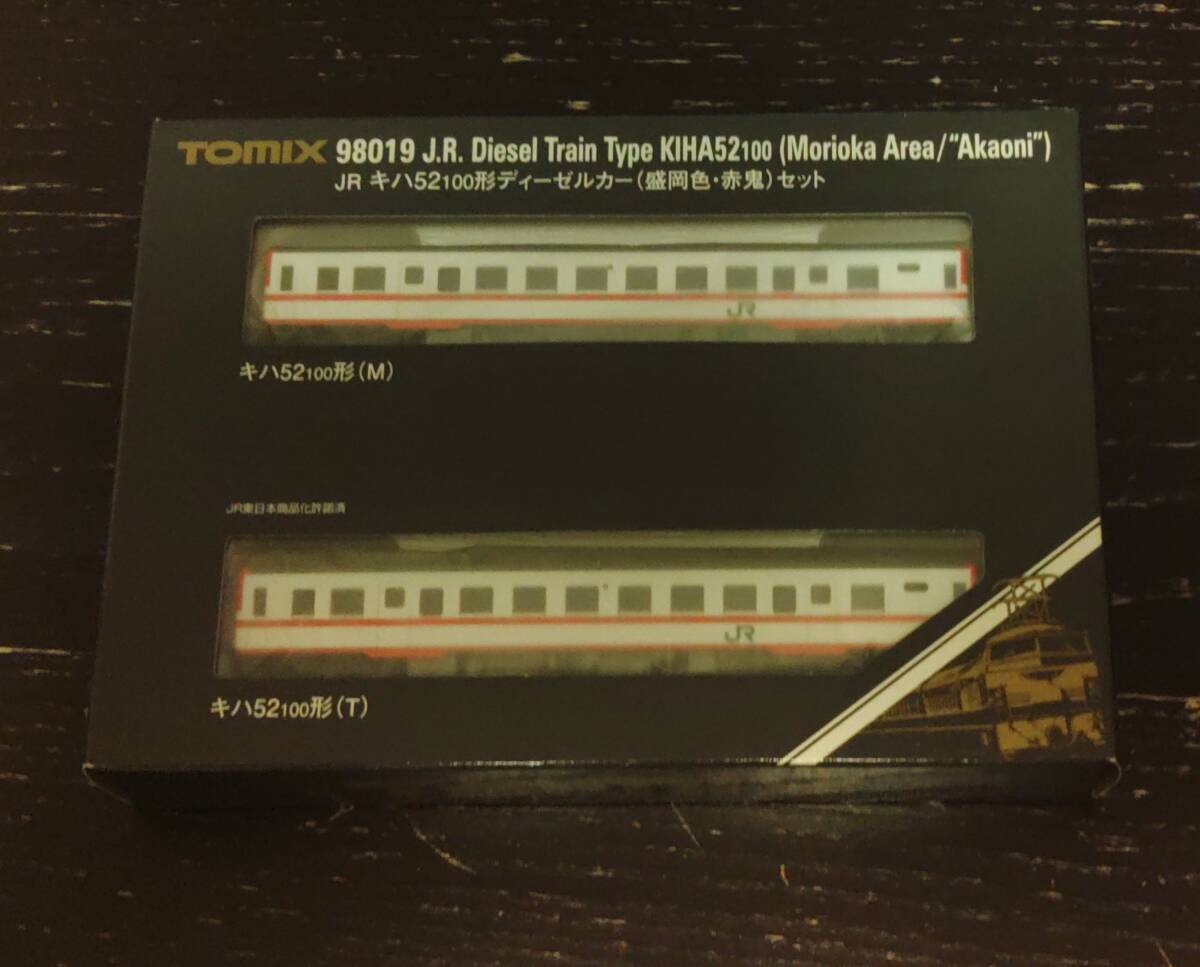 TOMIX 98019 J.R. Diesel Train Type KIHA52100 (Morioka Area/"Akaoni")
JR キハ52100形ディーゼルカー(盛岡色・赤鬼)セット
JR
キハ52100形(M)
JR東日本商品化許諾済
JR
キハ52100形(T)